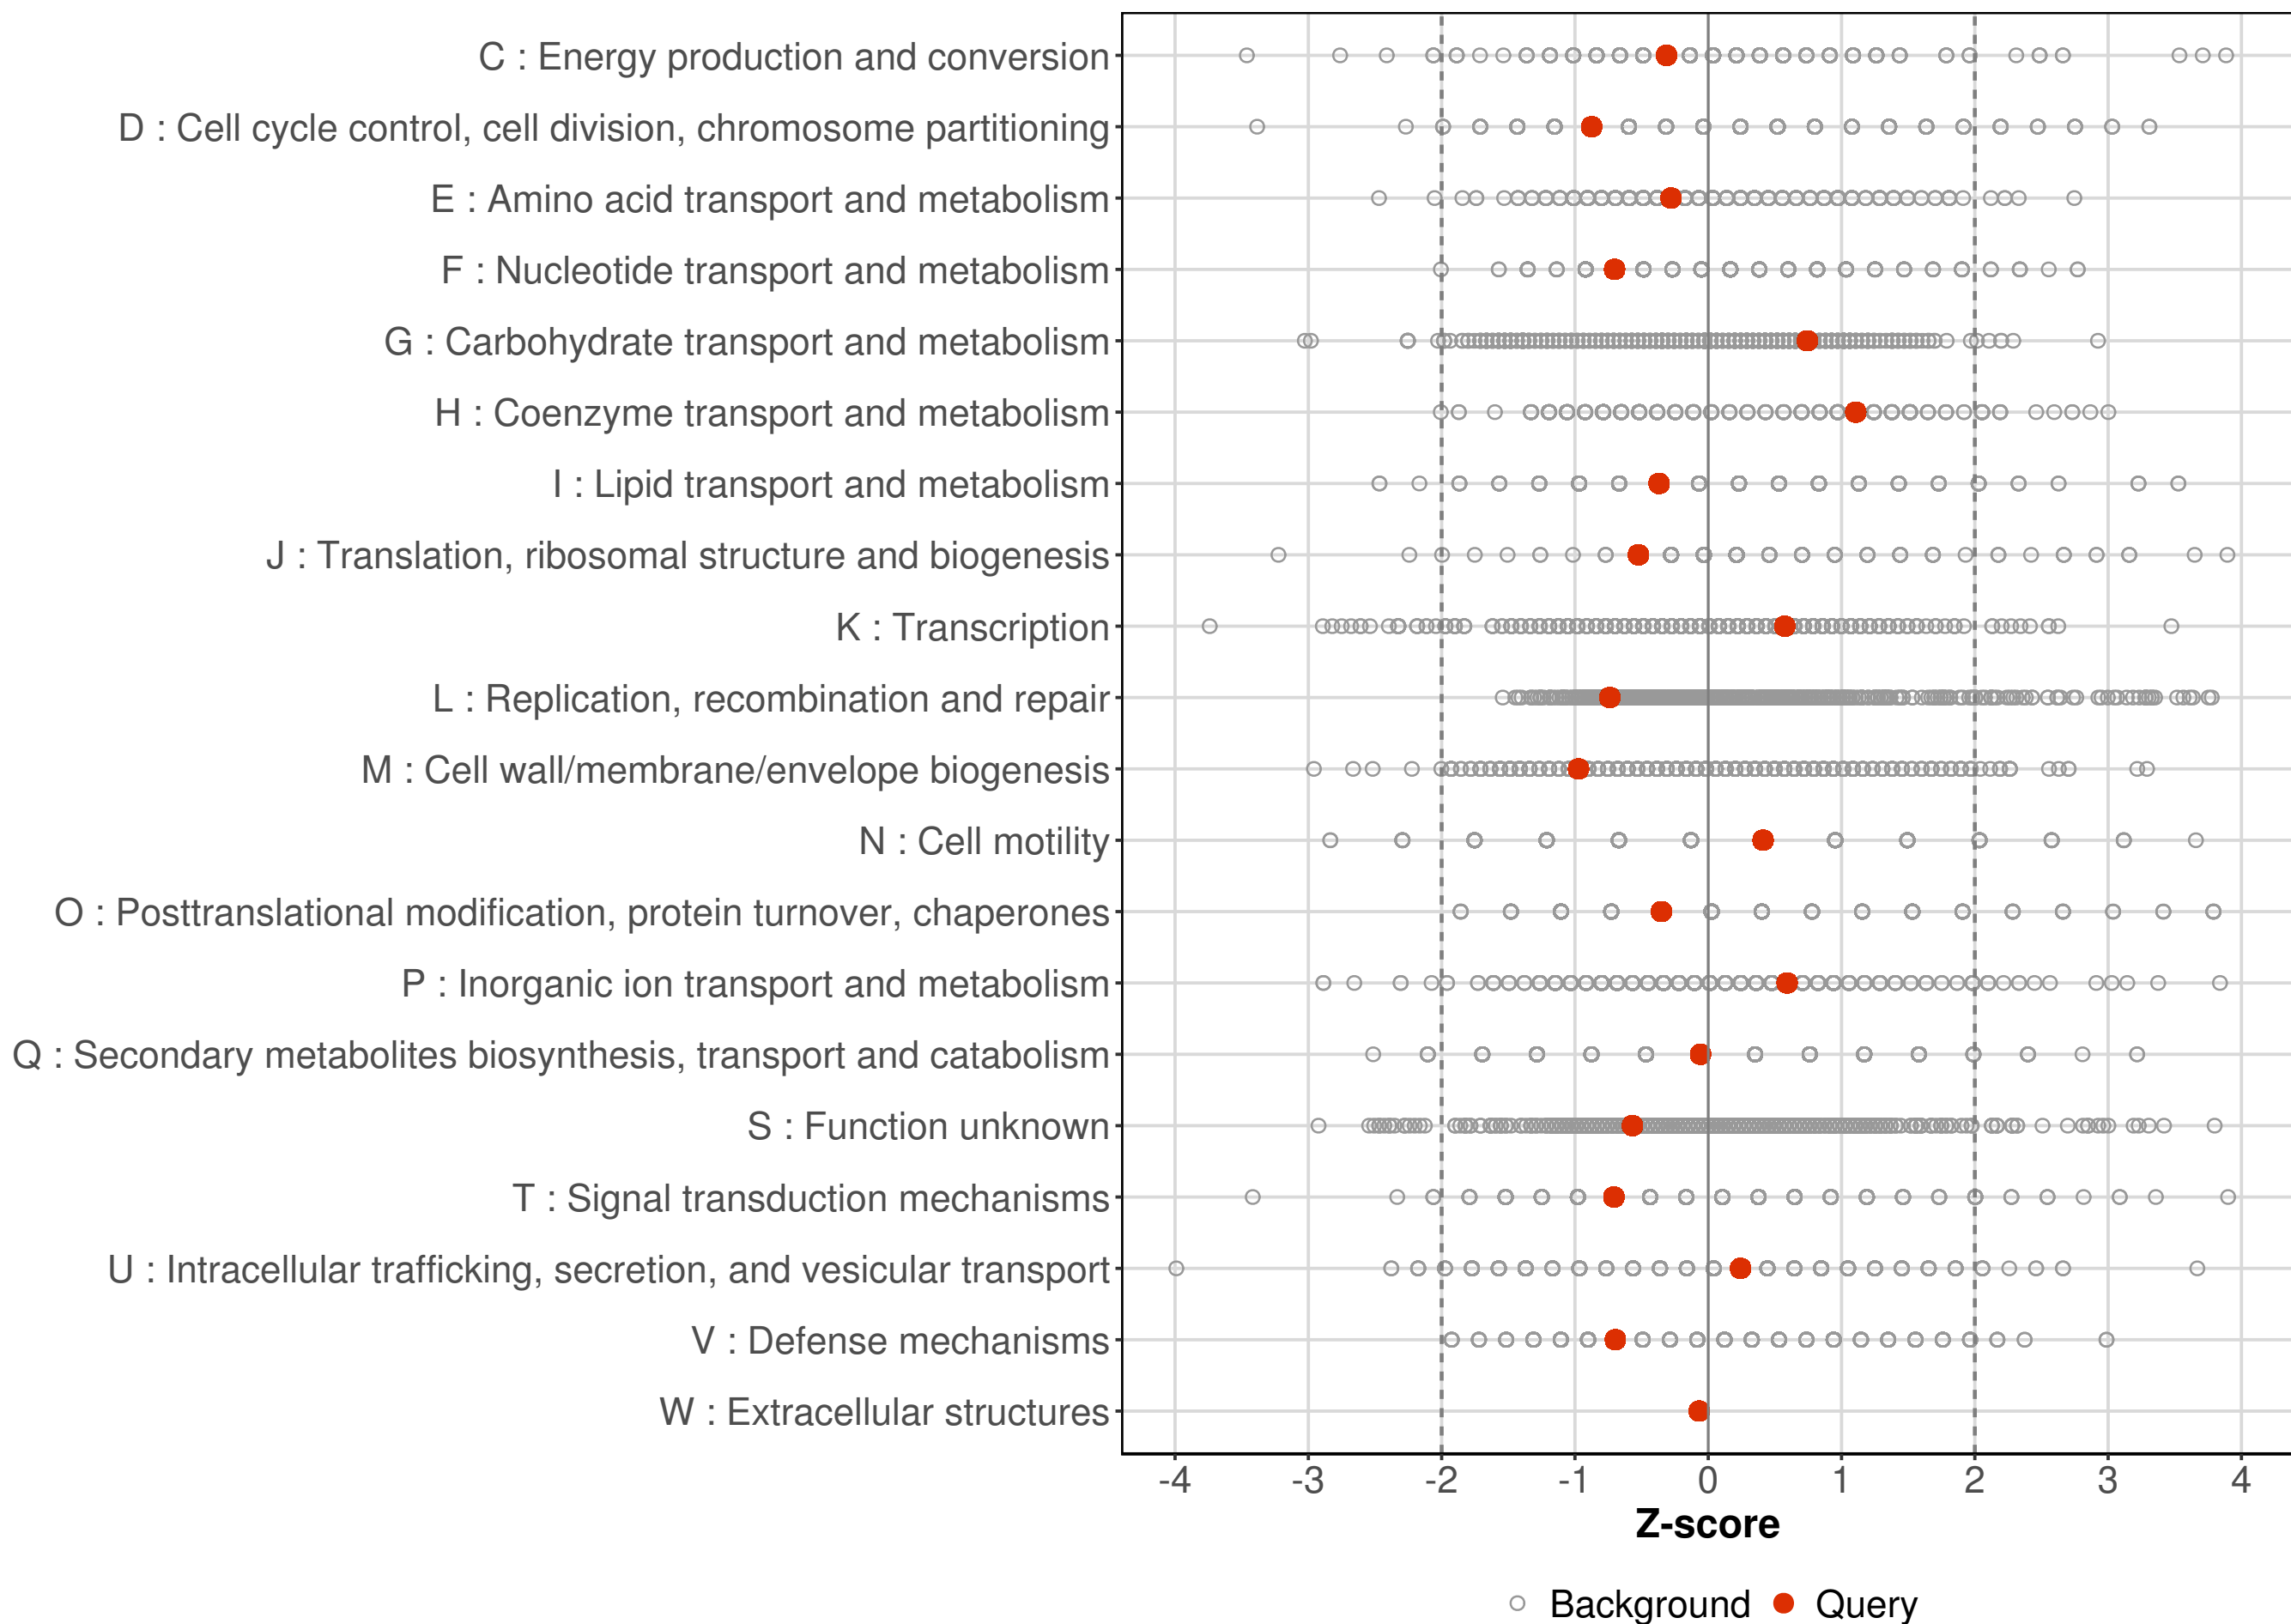 C : Energy production and conversion
D : Cell cycle control, cell division, chromosome partitioning
E : Amino acid transport and metabolism
F : Nucleotide transport and metabolism
G : Carbohydrate transport and metabolism
H : Coenzyme transport and metabolism
I : Lipid transport and metabolism
J : Translation, ribosomal structure and biogenesis
K : Transcription
L : Replication, recombination and repair
M : Cell wall/membrane/envelope biogenesis
N : Cell motility
O : Posttranslational modification, protein turnover, chaperones
P : Inorganic ion transport and metabolism
Q : Secondary metabolites biosynthesis, transport and catabolism
S : Function unknown
T : Signal transduction mechanisms
U : Intracellular trafficking, secretion, and vesicular transport
V : Defense mechanisms
W : Extracellular structures
-4 -3 -2 -1 0 1 2 3 4
Z-score
Background Query